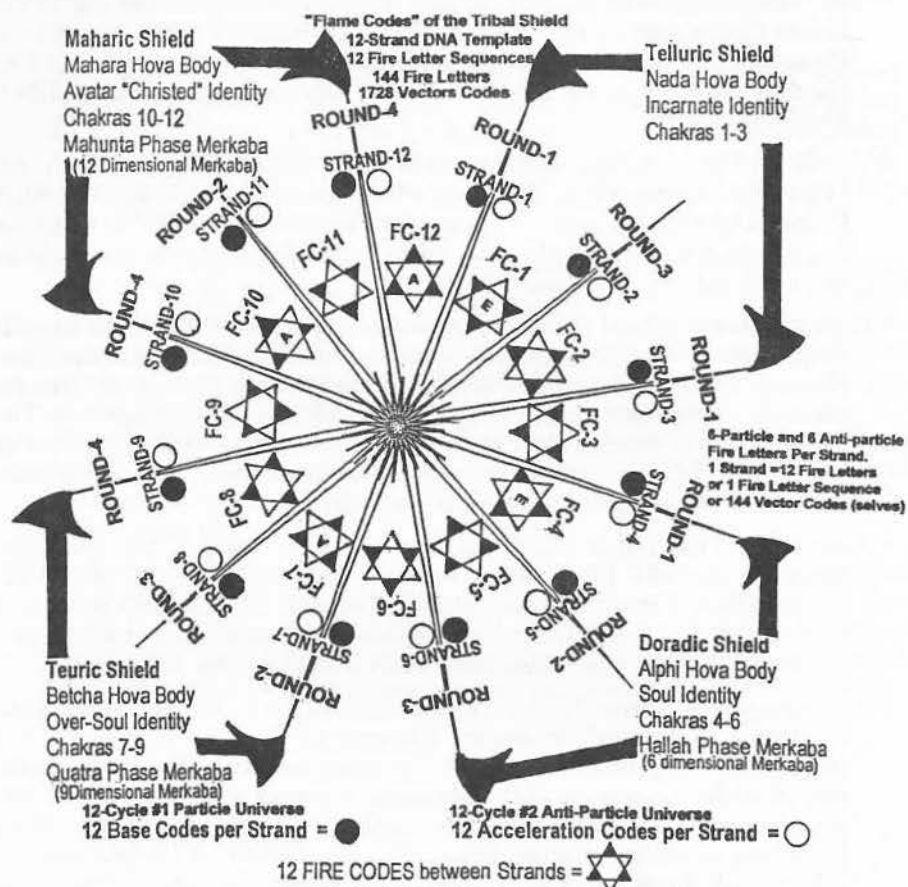 "Flame Codes" of the Tribal Shield
12-Strand DNA Template
12 Fire Letter Sequences
144 Fire Letters
1728 Vectors Codes
Maharic Shield
Mahara Hova Body
Avatar "Christed" Identity
Chakras 10-12
Mahunta Phase Merkaba
(12 Dimensional Merkaba)
Telluric Shield
Nada Hova Body
Incarnate Identity
Chakras 1-3
ROUND-4
STRAND-12
ROUND-1
STRAND-1
ROUND-3
STRAND-2
ROUND-1
STRAND-3
ROUND-1
STRAND-4
ROUND-2
STRAND-5
ROUND-3
STRAND-6
ROUND-2
STRAND-7
ROUND-3
STRAND-8
ROUND-4
STRAND-9
ROUND-4
STRAND-10
ROUND-2
STRAND-11
FC-12
A
FC-1
E
FC-2
FC-3
FC-4
E
FC-5
FC-6
FC-7
A
FC-8
FC-9
FC-10
A
FC-11
6-Particle and 6 Anti-particle
Fire Letters Per Strand.
1 Strand =12 Fire Letters
or 1 Fire Letter Sequence
or 144 Vector Codes (selves)
Teuric Shield
Betcha Hova Body
Over-Soul Identity
Chakras 7-9
Quatra Phase Merkaba
(9Dimensional Merkaba)
Doradic Shield
Alphi Hova Body
Soul Identity
Chakras 4-6
Hallah Phase Merkaba
(6 dimensional Merkaba)
12-Cycle #1 Particle Universe
12 Base Codes per Strand =
12-Cycle #2 Anti-Particle Universe
12 Acceleration Codes per Strand =
12 FIRE CODES between Strands =